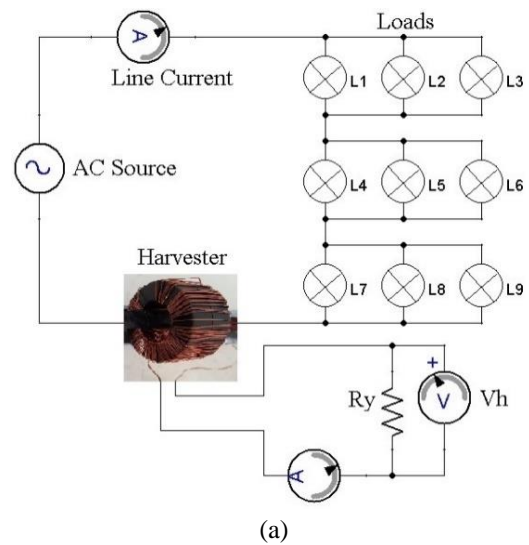 Loads
A
Line Current
L1 L2 L3
AC Source
L4 L5 L6
Harvester
L7 L8 L9
+
Ry V Vh
A
(a)